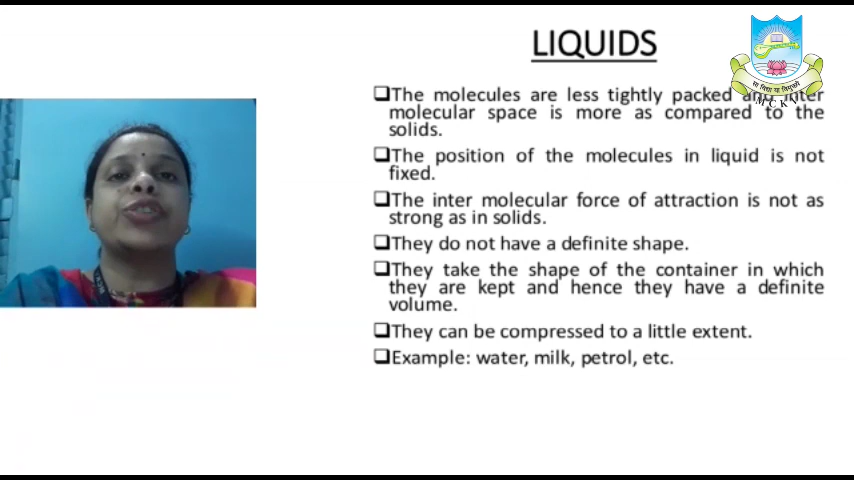 LIQUIDS
❑The molecules are less tightly packed and inter
molecular space is more as compared to the
solids.
❑The position of the molecules in liquid is not
fixed.
❑The inter molecular force of attraction is not as
strong as in solids.
❑They do not have a definite shape.
❑They take the shape of the container in which
they are kept and hence they have a definite
volume.
❑They can be compressed to a little extent.
❑Example: water, milk, petrol, etc.
सा विद्या या विमुक्तये
MCKV